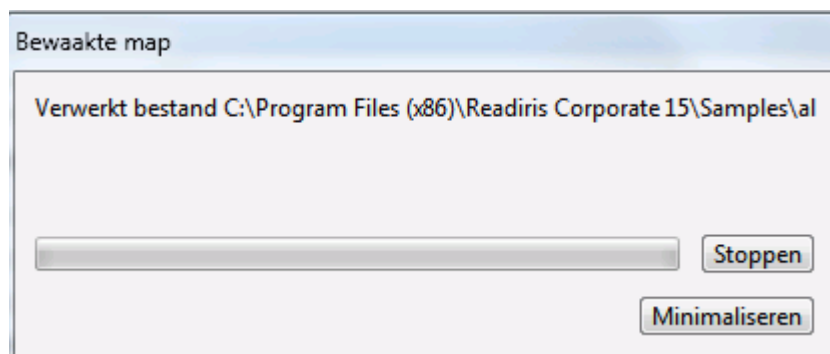 Bewaakte map
Verwerkt bestand C:\Program Files (x86)\Readiris Corporate 15\Samples\al
Stoppen
Minimaliseren